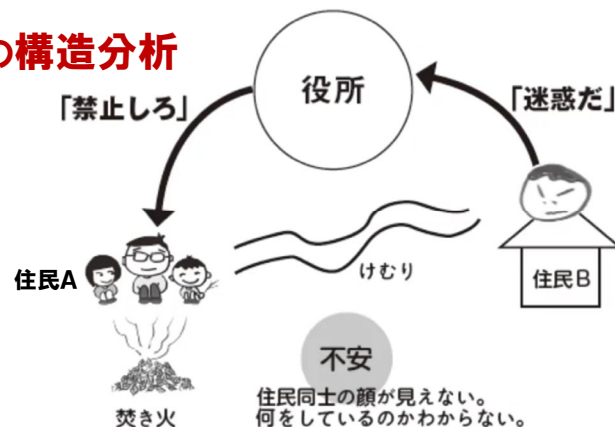 の構造分析
役所
「禁止しろ」
「迷惑だ」
住民A
けむり
住民B
不安
住民同士の顔が見えない。
何をしているのかわからない。
焚き火